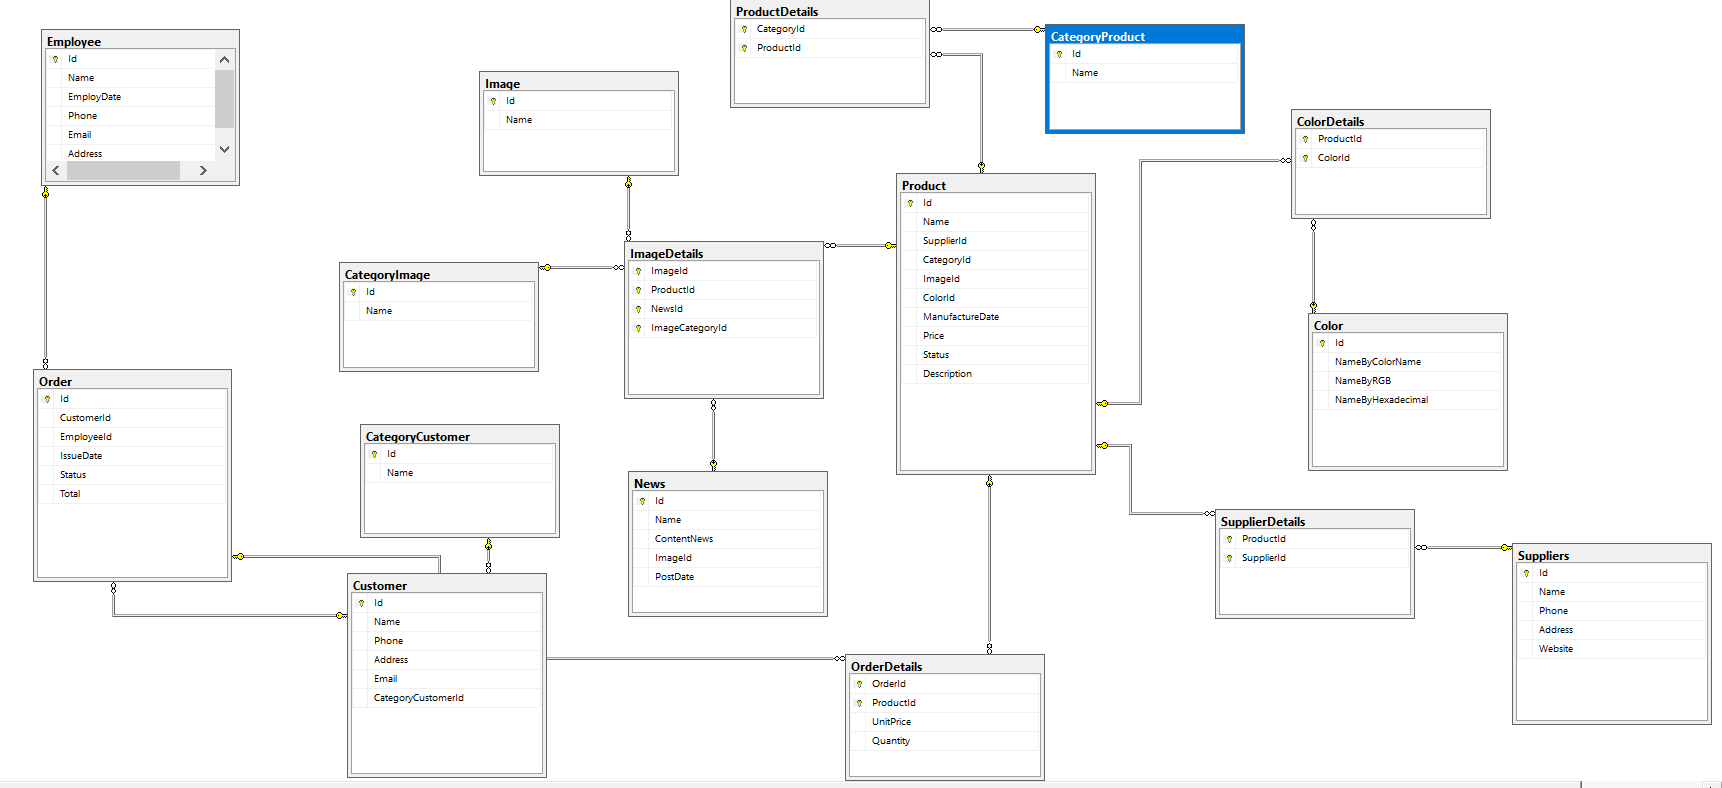 Employee
Id
Name
EmployDate
Phone
Email
Address
Image
Id
Name
ProductDetails
CategoryId
ProductId
CategoryProduct
Id
Name
ColorDetails
ProductId
ColorId
CategoryImage
Id
Name
ImageDetails
ImageId
ProductId
NewsId
ImageCategoryId
Product
Id
Name
SupplierId
CategoryId
ImageId
ColorId
ManufactureDate
Price
Status
Description
Color
Id
NameByColorName
NameByRGB
NameByHexadecimal
Order
Id
CustomerId
EmployeeId
IssueDate
Status
Total
CategoryCustomer
Id
Name
News
Id
Name
ContentNews
ImageId
PostDate
SupplierDetails
ProductId
SupplierId
Suppliers
Id
Name
Phone
Address
Website
Customer
Id
Name
Phone
Address
Email
CategoryCustomerId
OrderDetails
OrderId
ProductId
UnitPrice
Quantity